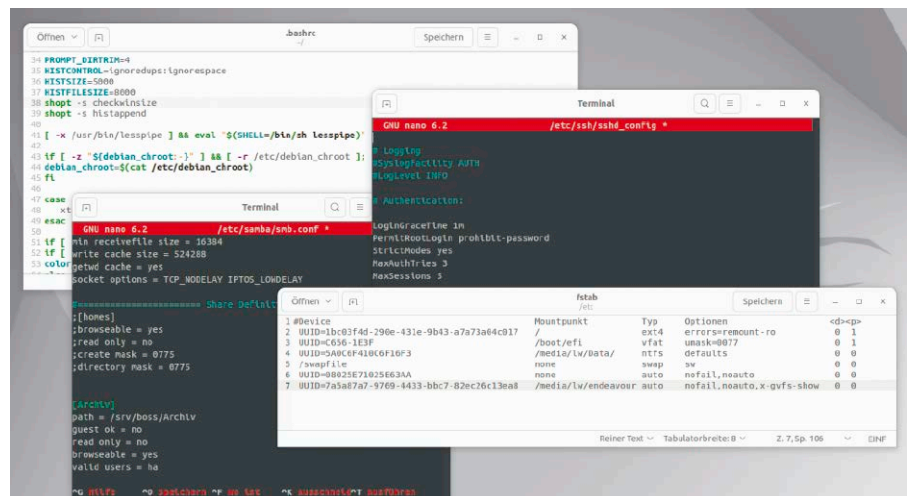 Öffnen
.bashrc
~/
Speichern
34 PROMPT_DIRTRIM=4
35 HISTCONTROL=ignoredups:ignorespace
36 HISTSIZE=5000
37 HISTFILESIZE=8000
38 shopt -s checkwinsize
39 shopt -s histappend
40
41 [ -x /usr/bin/lesspipe ] && eval "$(SHELL=/bin/sh lesspipe)"
42
43 if [ -z "${debian_chroot:-}" ] && [ -r /etc/debian_chroot ];
44 debian_chroot=$(cat /etc/debian_chroot)
45 fi
46
47 case
48 xt
49 esac
50
51 if [
52 if [
53 color
Terminal
GNU nano 6.2 /etc/ssh/sshd_config *
# Logging
#SyslogFacility AUTH
#LogLevel INFO
# Authentication:
LoginGraceTime 1m
PermitRootLogin prohibit-password
StrictModes yes
MaxAuthTries 3
MaxSessions 3
Terminal
GNU nano 6.2 /etc/samba/smb.conf *
min receivefile size = 16384
write cache size = 524288
getwd cache = yes
socket options = TCP_NODELAY IPTOS_LOWDELAY
#======================= Share Definit
;[homes]
;browseable = yes
;read only = no
;create mask = 0775
;directory mask = 0775
[Archiv]
path = /srv/boss/Archiv
guest ok = no
read only = no
browseable = yes
valid users = ha
^G Hilfe ^O Speichern ^W Wo ist ^K Ausschneid^T Ausführen
Öffnen
fstab
/etc
Speichern
1 #Device Mountpunkt Typ Optionen <d><p>
2 UUID=1bc03f4d-290e-431e-9b43-a7a73a64c017 / ext4 errors=remount-ro 0 1
3 UUID=C656-1E3F /boot/efi vfat umask=0077 0 1
4 UUID=5A0C6F410C6F16F3 /media/lw/Data/ ntfs defaults 0 0
5 /swapfile none swap sw 0 0
6 UUID=08025E71025E63AA none auto nofail,noauto 0 0
7 UUID=7a5a87a7-9769-4433-bbc7-82ec26c13ea8 /media/lw/endeavour auto nofail,noauto,x-gvfs-show 0 0
Reiner Text Tabulatorbreite: 8 Z. 7, Sp. 106 EINF